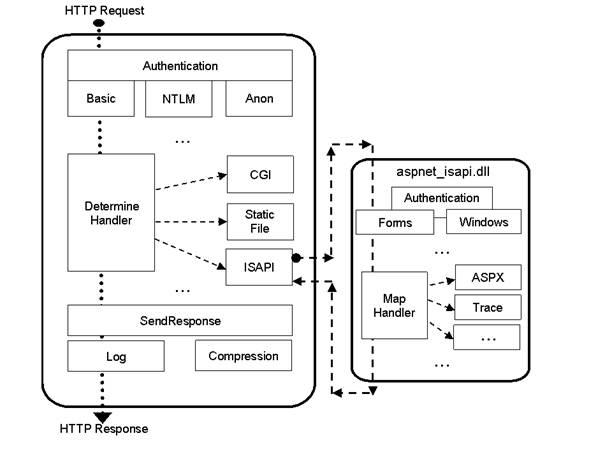 HTTP Request
Authentication
Basic
NTLM
Anon
...
Determine
Handler
CGI
Static
File
ISAPI
...
SendResponse
Log
Compression
HTTP Response
aspnet_isapi.dll
Authentication
Forms
Windows
...
Map
Handler
ASPX
Trace
...
...